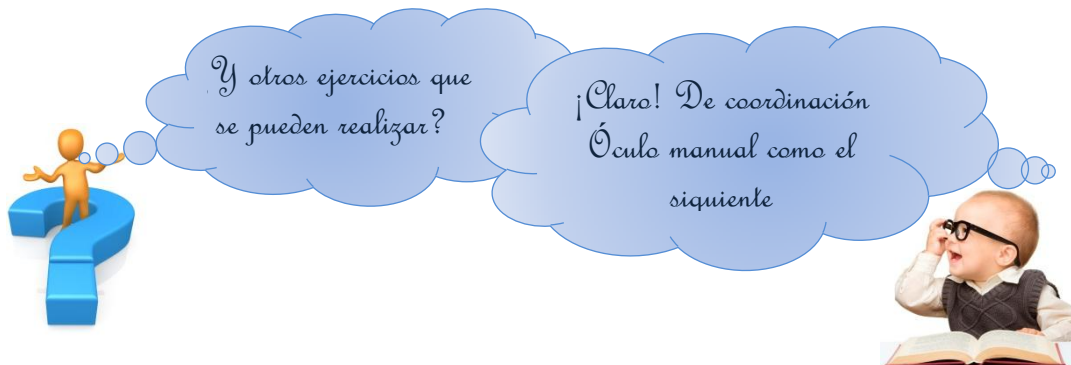 Y otros ejercicios que
se pueden realizar?
¡Claro! De coordinación
Óculo manual como el
siguiente